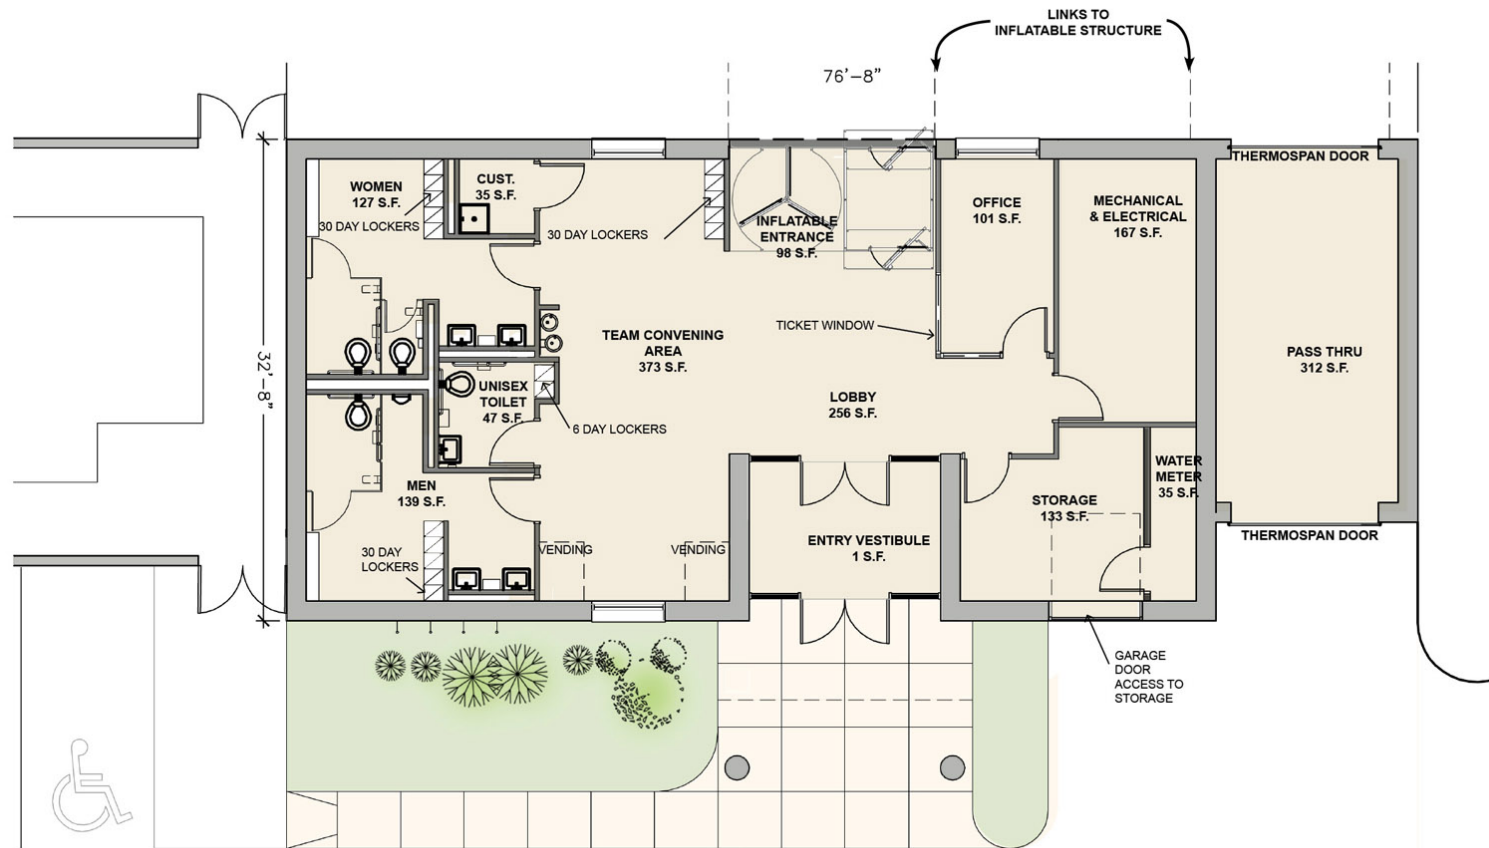 LINKS TO
INFLATABLE STRUCTURE
76'-8"
THERMOSPAN DOOR
WOMEN
127 S.F.
30 DAY LOCKERS
CUST.
35 S.F.
30 DAY LOCKERS
INFLATABLE
ENTRANCE
98 S.F.
OFFICE
101 S.F.
MECHANICAL
& ELECTRICAL
167 S.F.
TICKET WINDOW
TEAM CONVENING
AREA
373 S.F.
PASS THRU
312 S.F.
32'-8"
UNISEX
TOILET
47 S.F.
LOBBY
256 S.F.
6 DAY LOCKERS
MEN
139 S.F.
WATER
METER
35 S.F.
STORAGE
133 S.F.
30 DAY
LOCKERS
VENDING
VENDING
ENTRY VESTIBULE
1 S.F.
THERMOSPAN DOOR
GARAGE
DOOR
ACCESS TO
STORAGE